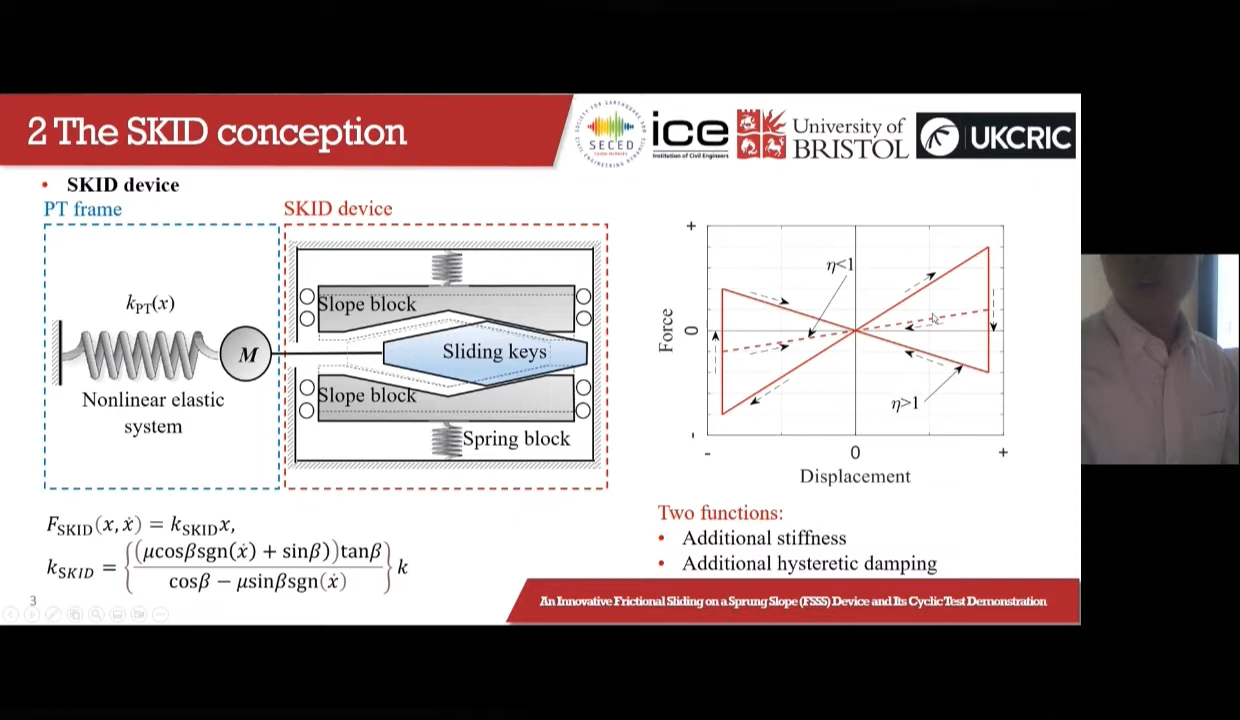 2 The SKID conception
SECED
ice
Institution of Civil Engineers
University of
BRISTOL
UKCRIC
• SKID device
PT frame
SKID device
k_PT(x)
M
Nonlinear elastic
system
Slope block
Sliding keys
Slope block
Spring block
+
η<1
Force
0
η>1
-
-
0
+
Displacement
F_SKID(x, ẋ) = k_SKID x,
k_SKID = {(μcosβsgn(ẋ) + sinβ))tanβ / cosβ − μsinβsgn(ẋ)} k
Two functions:
• Additional stiffness
• Additional hysteretic damping
3
An Innovative Frictional Sliding on a Sprung Slope (FSSS) Device and Its Cyclic Test Demonstration